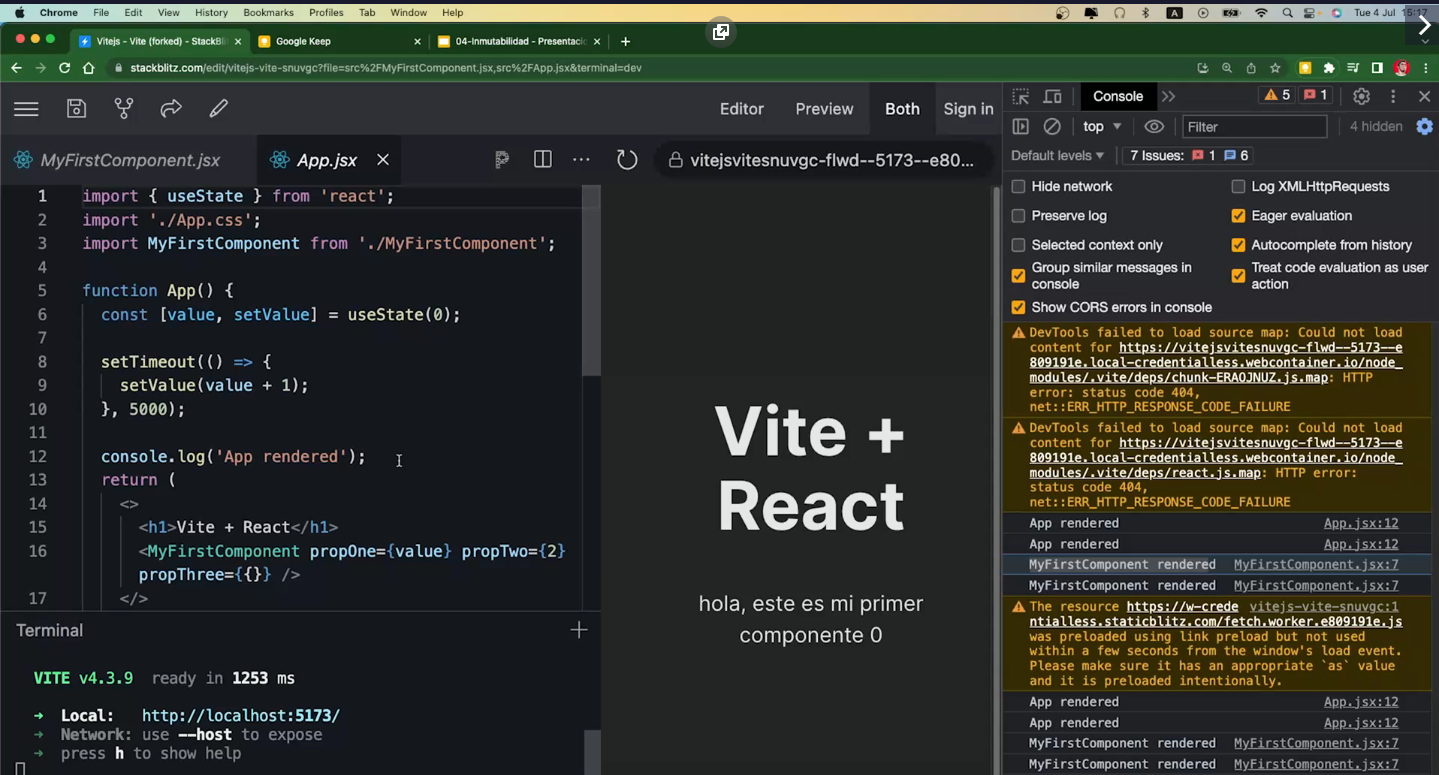 Chrome File Edit View History Bookmarks Profiles Tab Window Help
A
Tue 4 Jul 15:17
Vitejs - Vite (forked) - StackBli
Google Keep
04-Inmutabilidad - Presentacio
stackblitz.com/edit/vitejs-vite-snuvgc?file=src%2FMyFirstComponent.jsx,src%2FApp.jsx&terminal=dev
Editor Preview Both Sign in
MyFirstComponent.jsx
App.jsx
vitejsvitesnuvgc-flwd--5173--e80...
1 import { useState } from 'react';
2 import './App.css';
3 import MyFirstComponent from './MyFirstComponent';
4
5 function App() {
6 const [value, setValue] = useState(0);
7
8 setTimeout(() => {
9 setValue(value + 1);
10 }, 5000);
11
12 console.log('App rendered');
13 return (
14 <>
15 <h1>Vite + React</h1>
16 <MyFirstComponent propOne={value} propTwo={2}
propThree={{}} />
17 </>
Terminal
VITE v4.3.9 ready in 1253 ms
➜ Local: http://localhost:5173/
➜ Network: use --host to expose
➜ press h to show help
Vite +
React
hola, este es mi primer
componente 0
Console
5 1
top
Filter
4 hidden
Default levels
7 Issues: 1 6
Hide network
Log XMLHttpRequests
Preserve log
Eager evaluation
Selected context only
Autocomplete from history
Group similar messages in
console
Treat code evaluation as user
action
Show CORS errors in console
DevTools failed to load source map: Could not load
content for https://vitejsvitesnuvgc-flwd--5173--e
809191e.local-credentialless.webcontainer.io/node_
modules/.vite/deps/chunk-ERAOJNUZ.js.map: HTTP
error: status code 404,
net::ERR_HTTP_RESPONSE_CODE_FAILURE
DevTools failed to load source map: Could not load
content for https://vitejsvitesnuvgc-flwd--5173--e
809191e.local-credentialless.webcontainer.io/node_
modules/.vite/deps/react.js.map: HTTP error:
status code 404,
net::ERR_HTTP_RESPONSE_CODE_FAILURE
App rendered App.jsx:12
App rendered App.jsx:12
MyFirstComponent rendered MyFirstComponent.jsx:7
MyFirstComponent rendered MyFirstComponent.jsx:7
The resource https://w-crede vitejs-vite-snuvgc:1
ntialless.staticblitz.com/fetch.worker.e809191e.js
was preloaded using link preload but not used
within a few seconds from the window's load event.
Please make sure it has an appropriate `as` value
and it is preloaded intentionally.
App rendered App.jsx:12
App rendered App.jsx:12
MyFirstComponent rendered MyFirstComponent.jsx:7
MyFirstComponent rendered MyFirstComponent.jsx:7